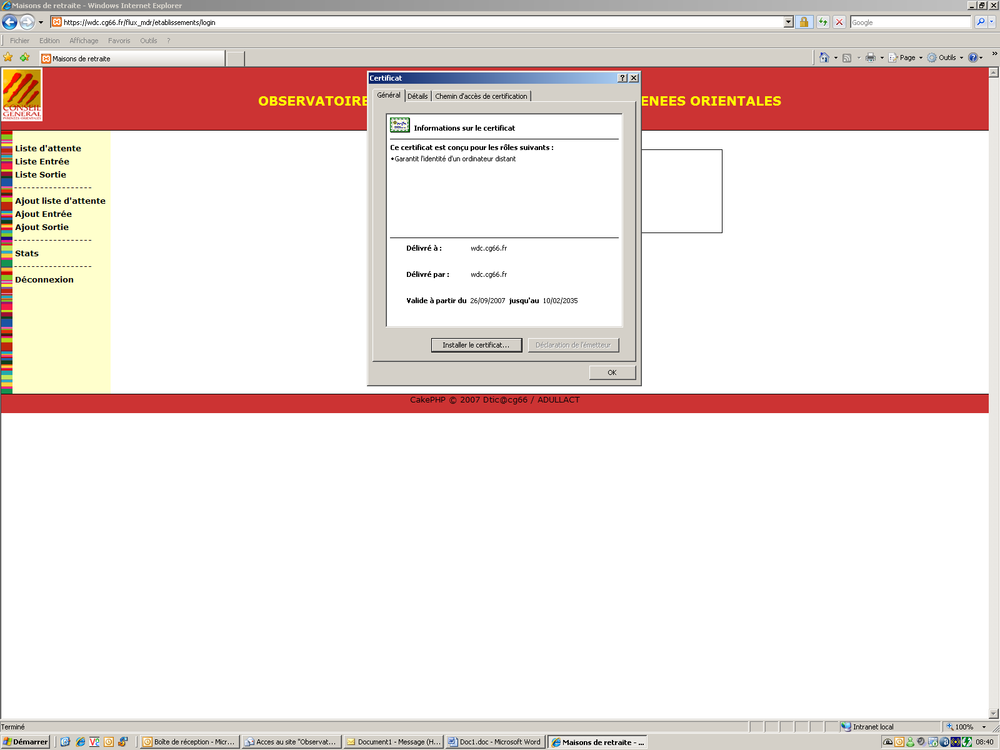 Maisons de retraite - Windows Internet Explorer
https://wdc.cg66.fr/flux_mdr/etablissements/login
Google
Fichier Edition Affichage Favoris Outils ?
Maisons de retraite
Page Outils
CONSEIL
GENERAL
PYRENEES ORIENTALES
OBSERVATOIRE
ENEES ORIENTALES
Liste d'attente
Liste Entrée
Liste Sortie
------------------
Ajout liste d'attente
Ajout Entrée
Ajout Sortie
------------------
Stats
------------------
Déconnexion
Certificat
Général Détails Chemin d'accès de certification
Informations sur le certificat
Ce certificat est conçu pour les rôles suivants :
•Garantit l'identité d'un ordinateur distant
Délivré à : wdc.cg66.fr
Délivré par : wdc.cg66.fr
Valide à partir du 26/09/2007 jusqu'au 10/02/2035
Installer le certificat... Déclaration de l'émetteur
OK
CakePHP © 2007 Dtic@cg66 / ADULLACT
Terminé
Intranet local
100%
Démarrer
Boîte de réception - Micr...
Acces au site "Observat...
Document1 - Message (H...
Doc1.doc - Microsoft Word
Maisons de retraite - ...
08:40